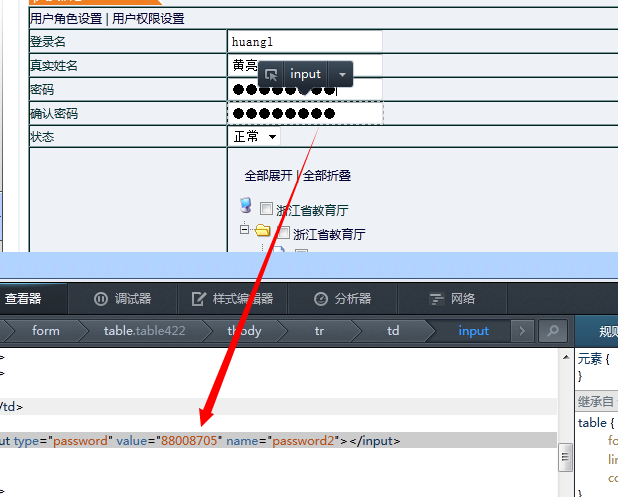 用户角色设置 | 用户权限设置
登录名 huangl
真实姓名 黄亮
input
密码 ●●●●●●●●
确认密码 ●●●●●●●●
状态 正常
全部展开 | 全部折叠
浙江省教育厅
浙江省教育厅
查看器 调试器 样式编辑器 分析器 网络
form table.table422 tbody tr td input 规则
> 元素 {
> }
继承自
/td> table {
ut type="password" value="88008705" name="password2"></input> fo
lin
co
> }